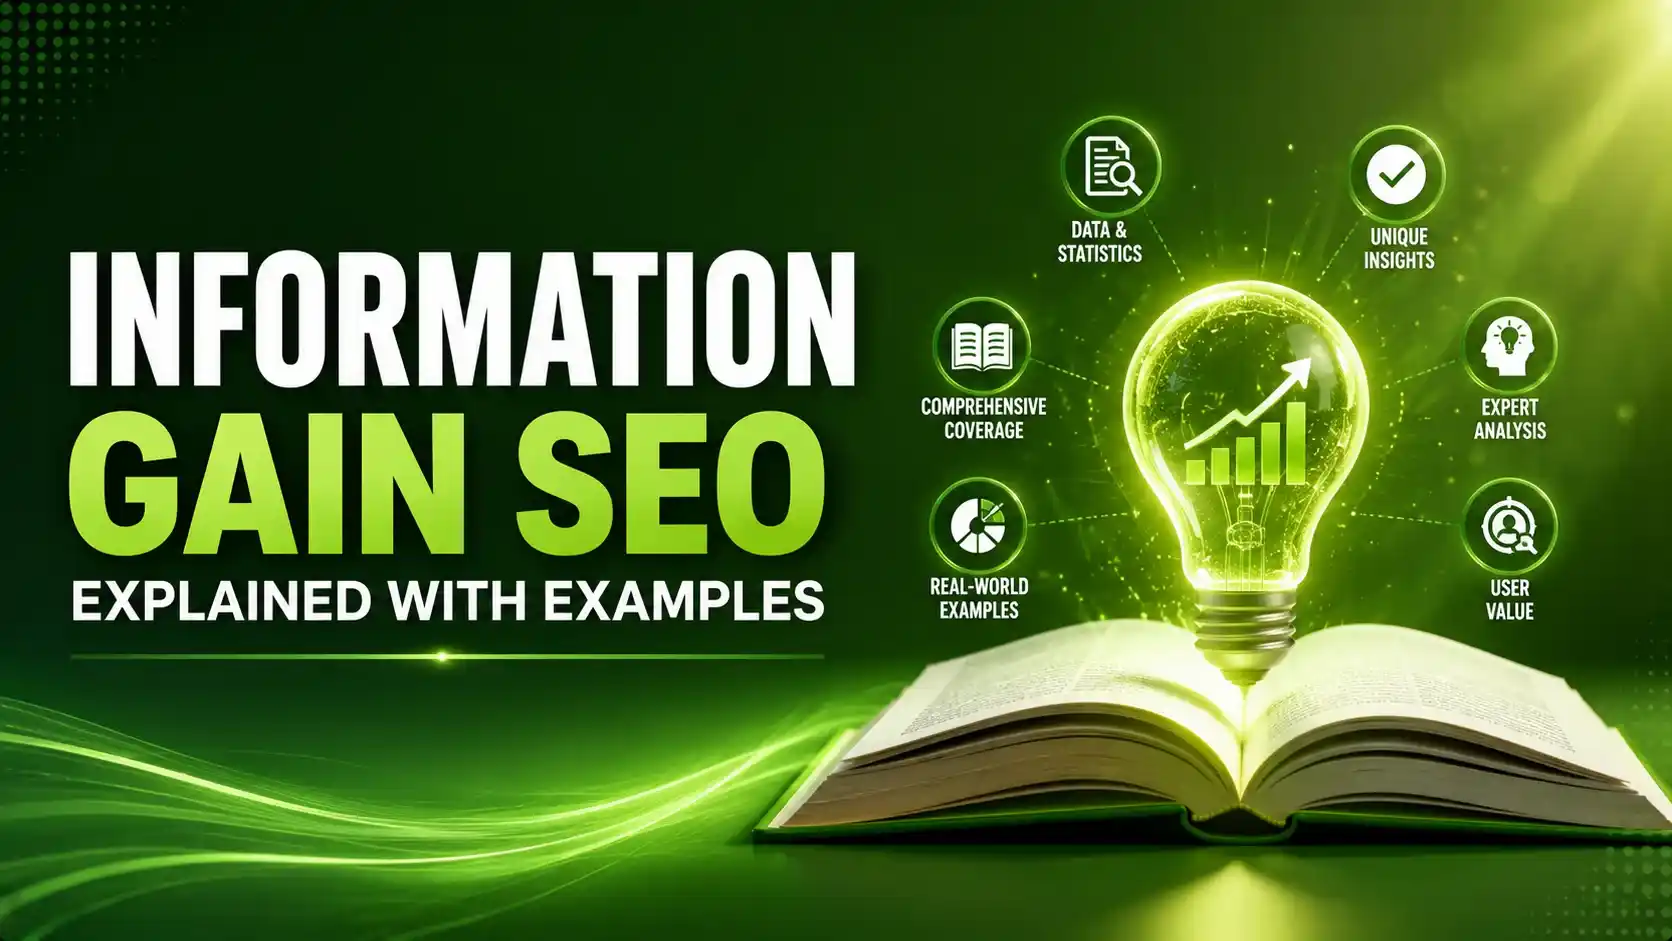 INFORMATION
GAIN SEO
EXPLAINED WITH EXAMPLES
DATA &
STATISTICS
UNIQUE
INSIGHTS
COMPREHENSIVE
COVERAGE
EXPERT
ANALYSIS
REAL-WORLD
EXAMPLES
USER
VALUE